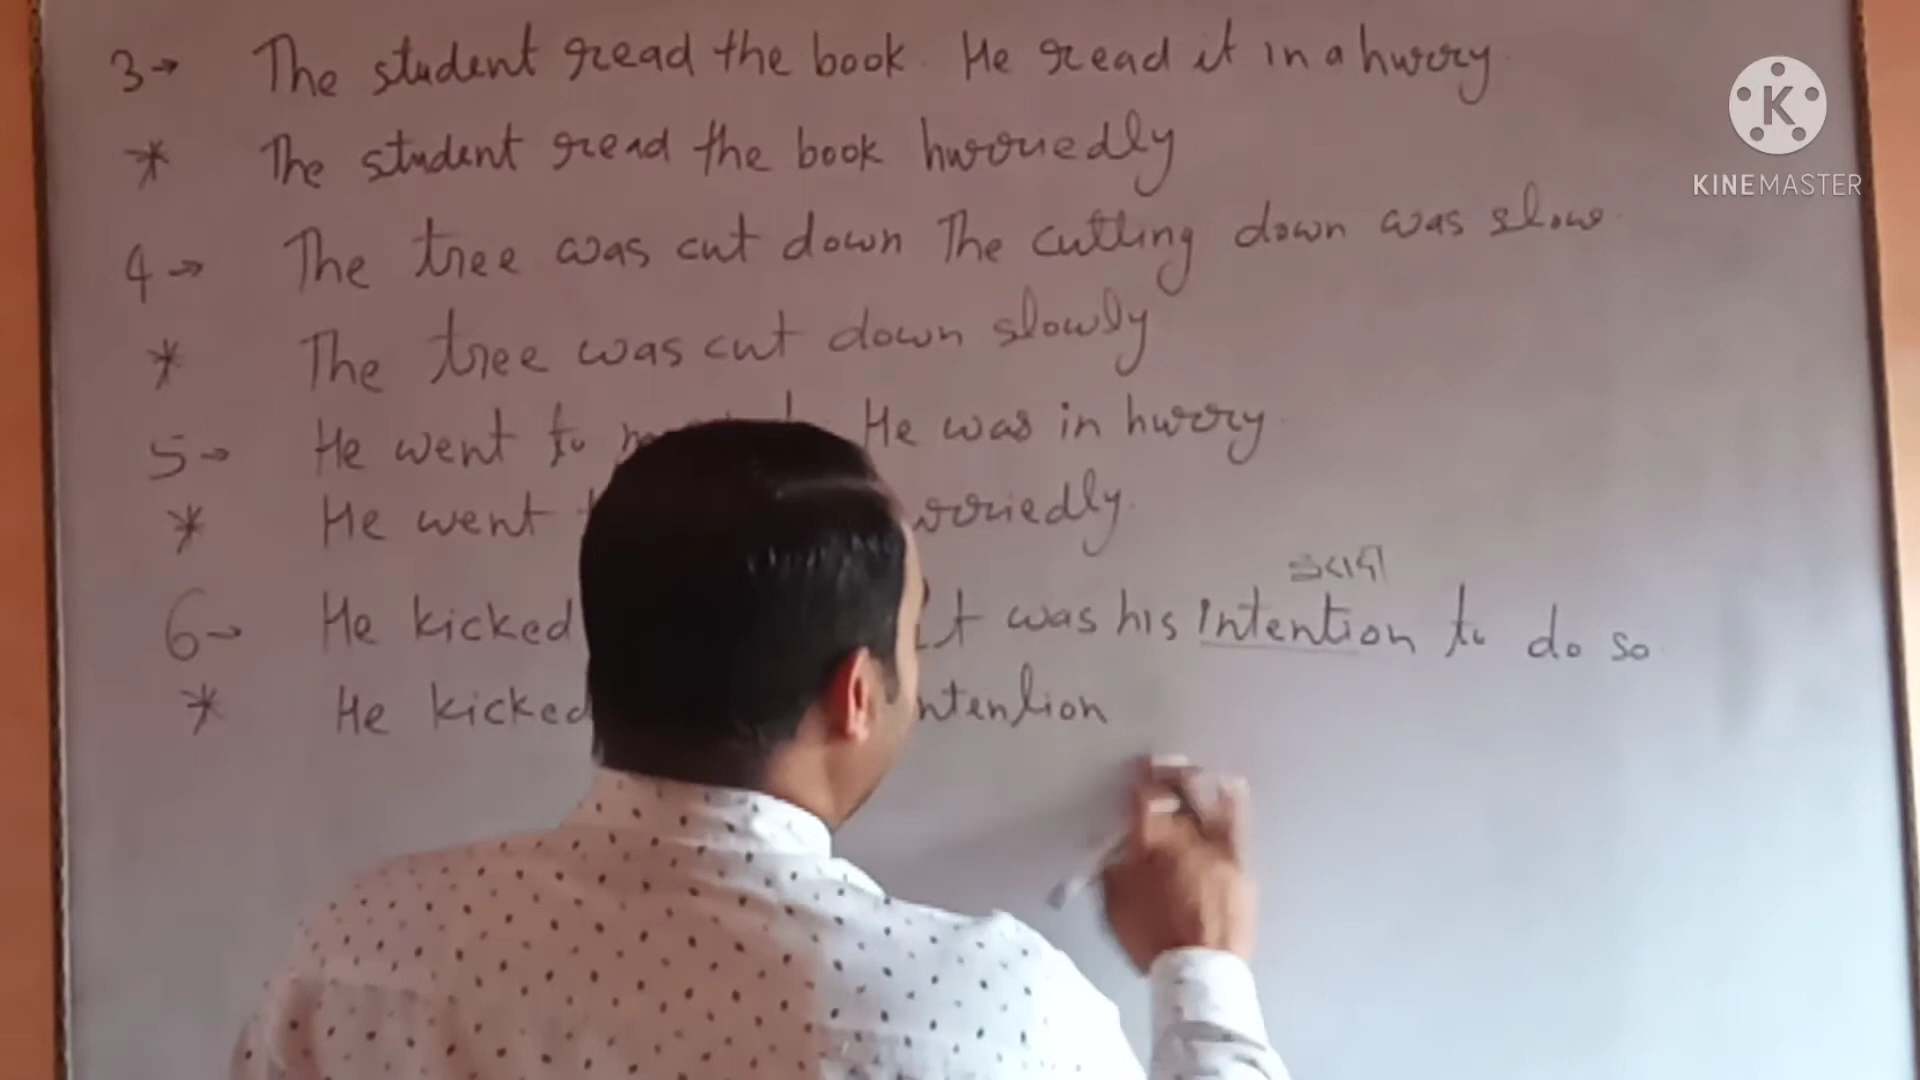 3→ The student read the book. He read it in a hurry
* The student read the book hurriedly
4→ The tree was cut down The cutting down was slow
* The tree was cut down slowly
5→ He went to He was in hurry
* He went
6→ He kicked It was his intention to do so
* He kicked
K
KINEMASTER